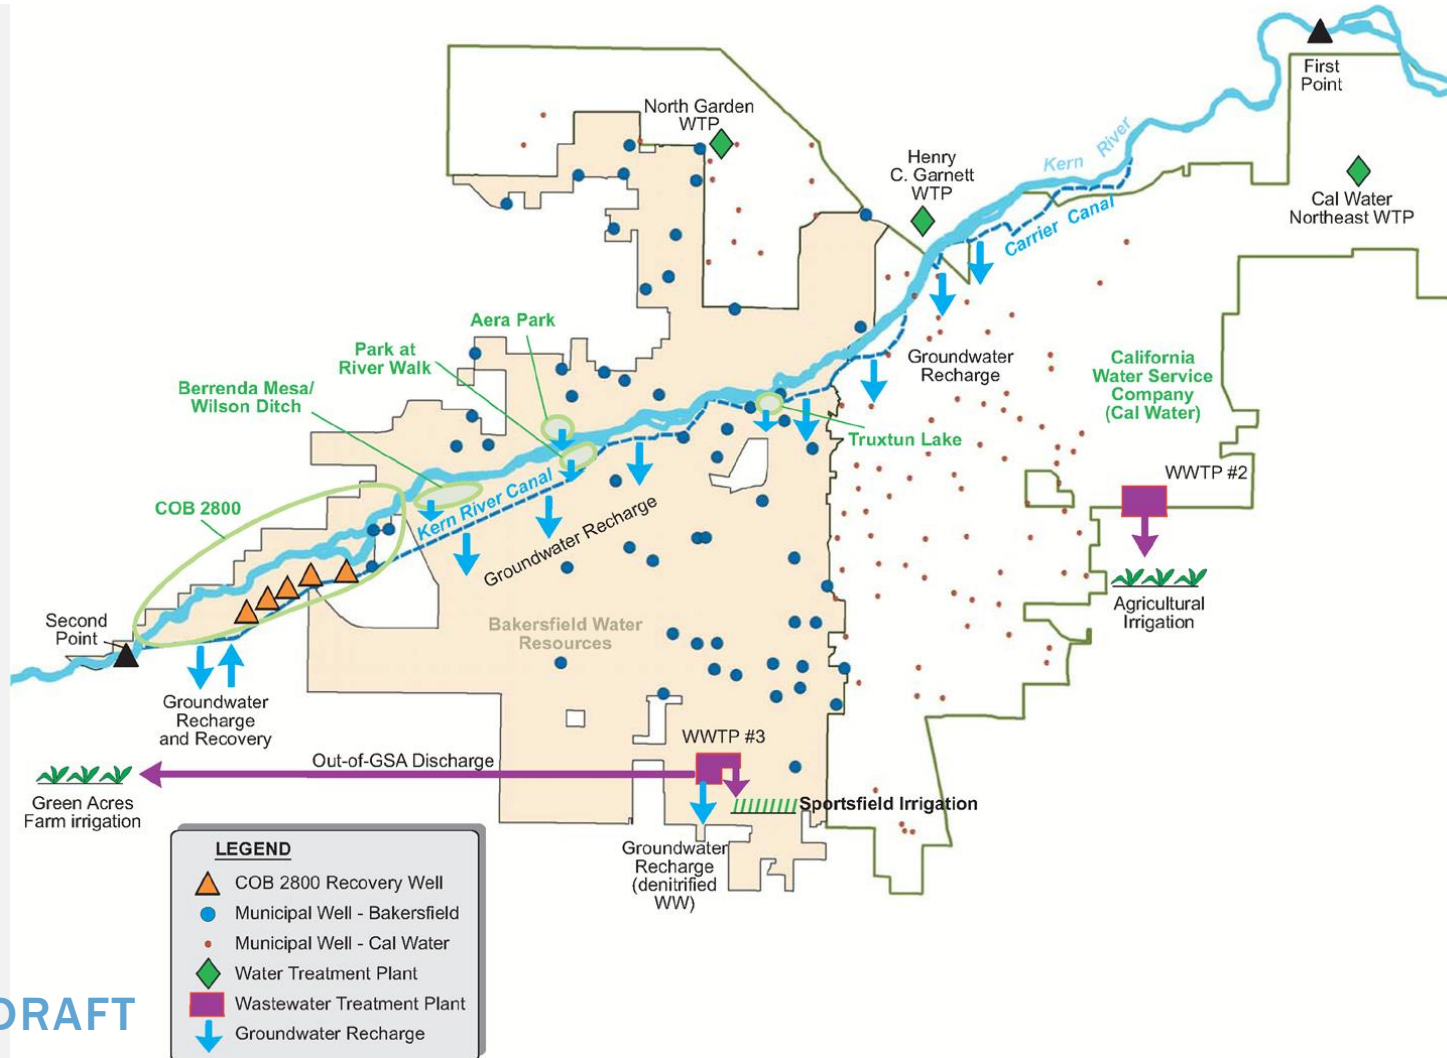 First
Point
North Garden
WTP
Kern River
Henry
C. Garnett
WTP
Cal Water
Northeast WTP
Carrier Canal
Aera Park
Park at
River Walk
Groundwater
Recharge
California
Water Service
Company
(Cal Water)
Berrenda Mesa/
Wilson Ditch
Truxtun Lake
WWTP #2
COB 2800
Kern River Canal
Groundwater Recharge
Agricultural
Irrigation
Second
Point
Bakersfield Water
Resources
Groundwater
Recharge
and Recovery
WWTP #3
Out-of-GSA Discharge
Green Acres
Farm irrigation
Sportsfield Irrigation
Groundwater
Recharge
(denitrified
WW)
LEGEND
COB 2800 Recovery Well
Municipal Well - Bakersfield
Municipal Well - Cal Water
Water Treatment Plant
Wastewater Treatment Plant
Groundwater Recharge
DRAFT